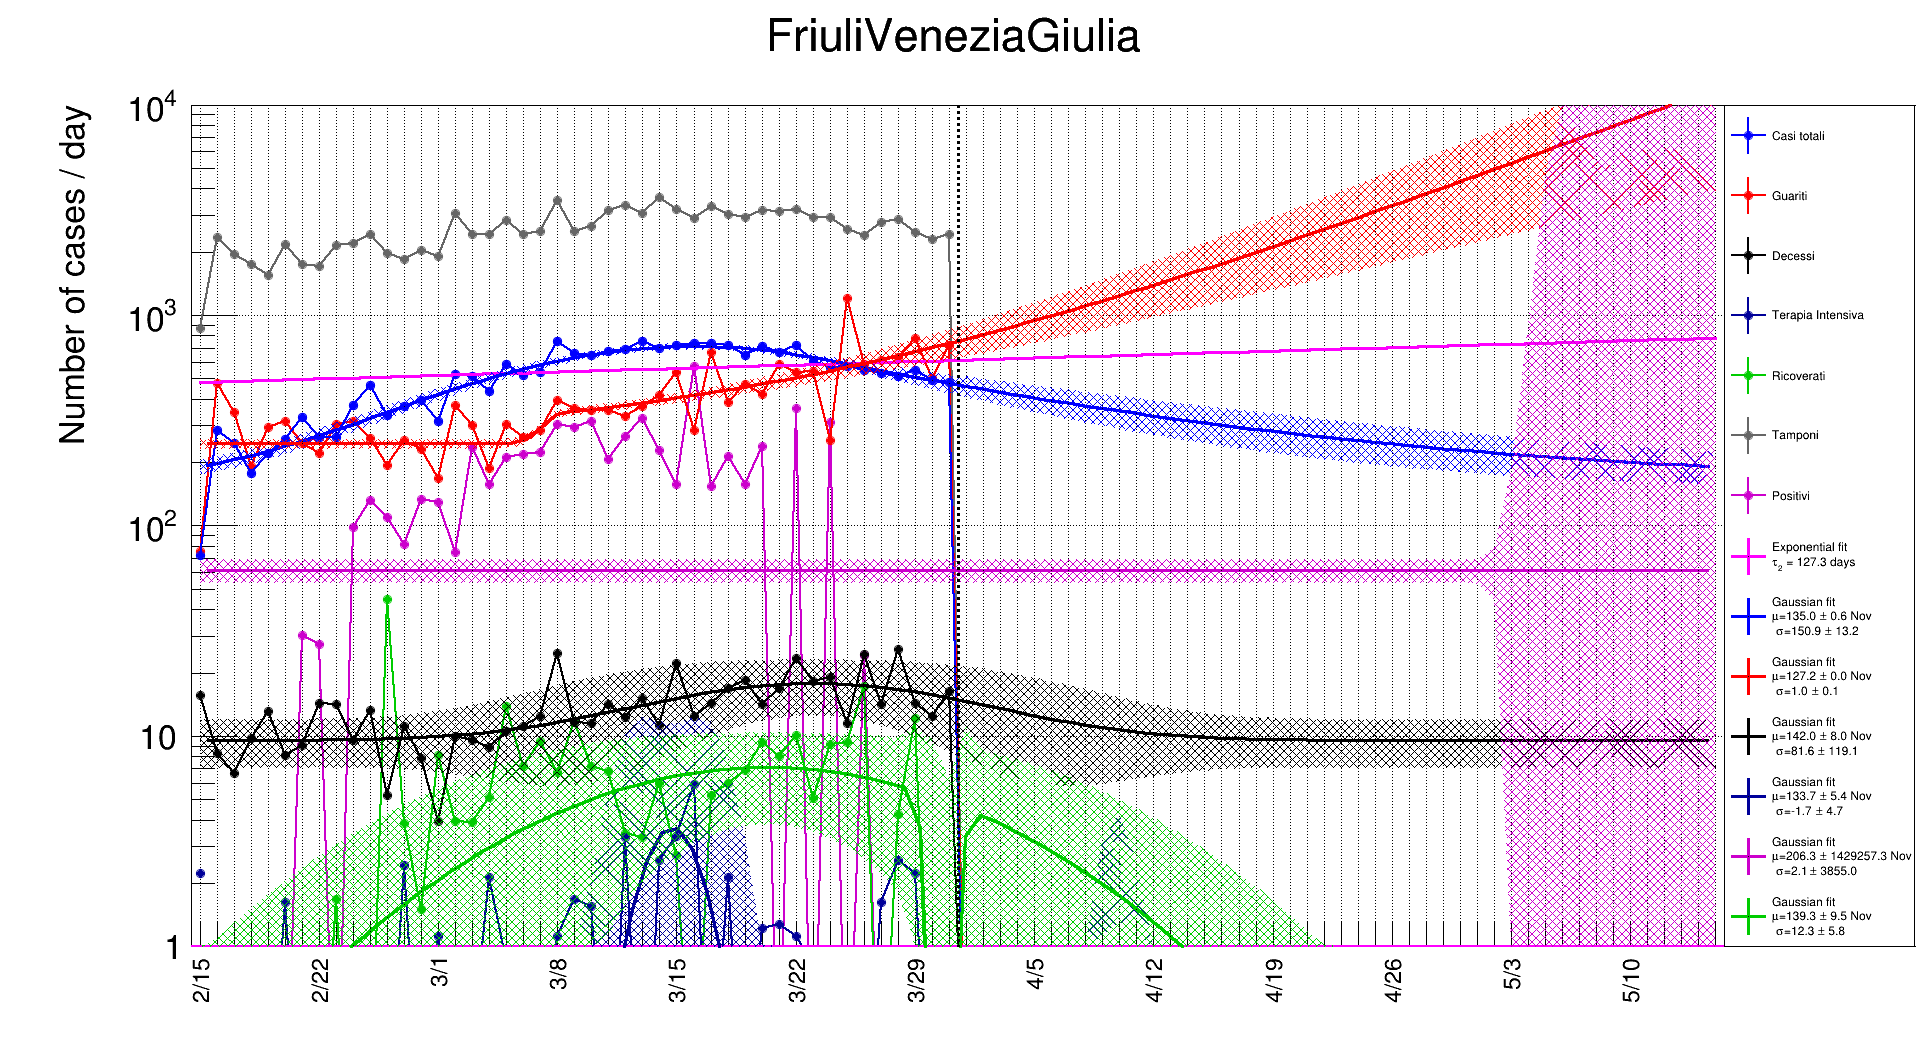 FriuliVeneziaGiulia
Number of cases / day
10^4
10^3
10^2
10
1
2/15
2/22
3/1
3/8
3/15
3/22
3/29
4/5
4/12
4/19
4/26
5/3
5/10
Casi totali
Guariti
Decessi
Terapia Intensiva
Ricoverati
Tamponi
Positivi
Exponential fit
τ_2 = 127.3 days
Gaussian fit
μ=135.0 ± 0.6 Nov
σ=150.9 ± 13.2
Gaussian fit
μ=127.2 ± 0.0 Nov
σ=1.0 ± 0.1
Gaussian fit
μ=142.0 ± 8.0 Nov
σ=81.6 ± 119.1
Gaussian fit
μ=133.7 ± 5.4 Nov
σ=-1.7 ± 4.7
Gaussian fit
μ=206.3 ± 1429257.3 Nov
σ=2.1 ± 3855.0
Gaussian fit
μ=139.3 ± 9.5 Nov
σ=12.3 ± 5.8